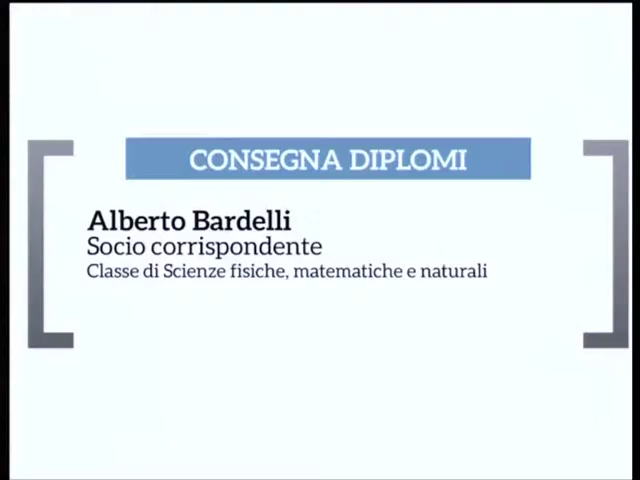 CONSEGNA DIPLOMI
Alberto Bardelli
Socio corrispondente
Classe di Scienze fisiche, matematiche e naturali